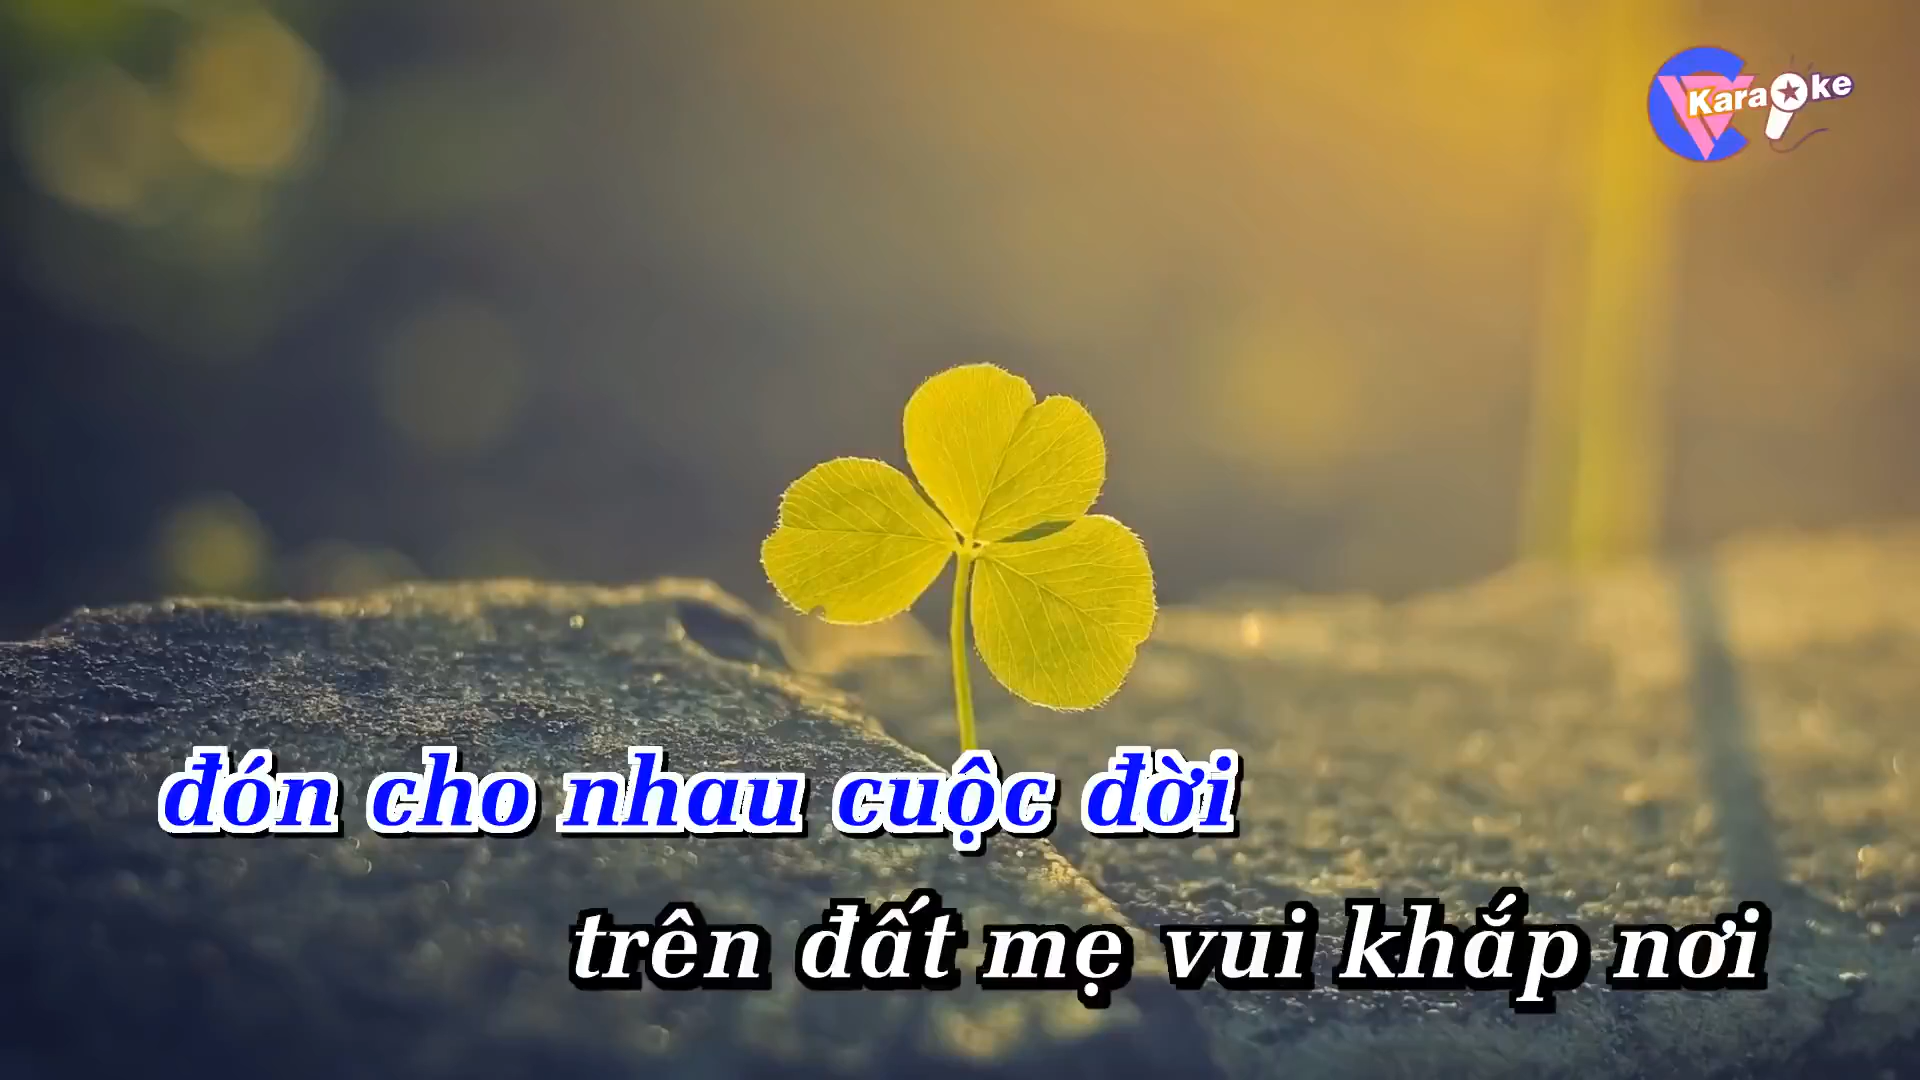 Karaoke
đón cho nhau cuộc đời
trên đất mẹ vui khắp nơi